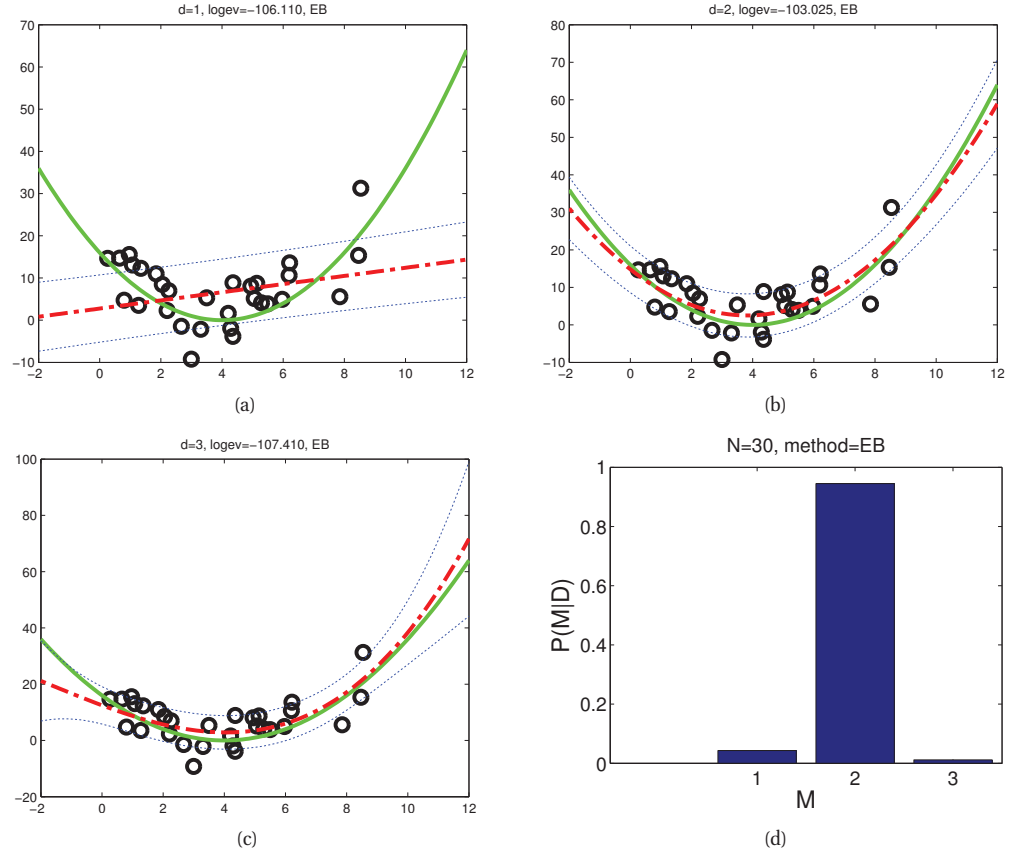 d=1, logev=−106.110, EB
70
60
50
40
30
20
10
0
−10
−2 0 2 4 6 8 10 12
(a)
d=2, logev=−103.025, EB
80
70
60
50
40
30
20
10
0
−10
−2 0 2 4 6 8 10 12
(b)
d=3, logev=−107.410, EB
100
80
60
40
20
0
−20
−2 0 2 4 6 8 10 12
(c)
N=30, method=EB
1
0.8
0.6
0.4
0.2
0
P(M|D)
1 2 3
M
(d)